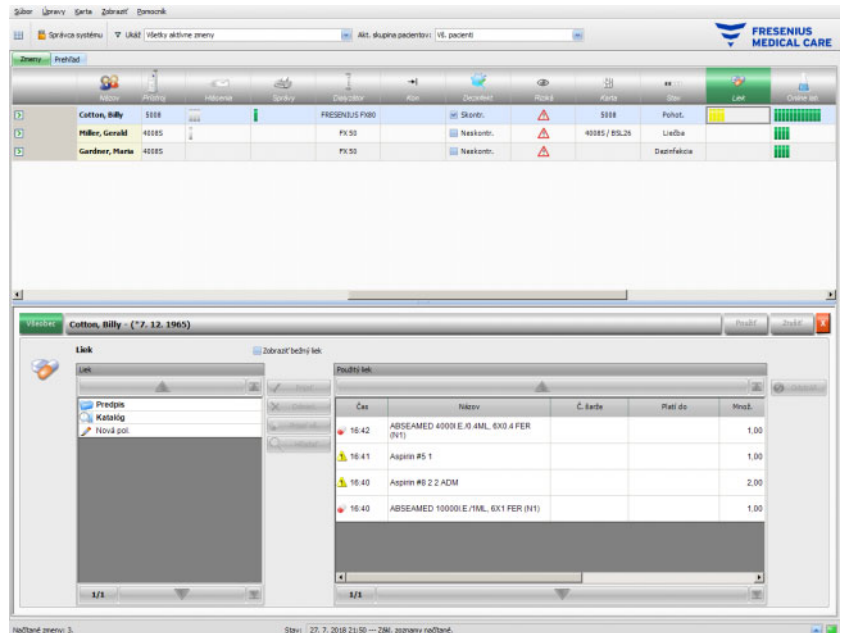 Súbor Úpravy Karta Zobraziť Pomocník
Správca systému Ukáž Všetky aktívne zmeny Akt. skupina pacientov: Vš. pacienti
FRESENIUS
MEDICAL CARE
Zmeny Prehľad
Názov Prístroj Hlásenia Správy Dialyzátor Kon Dezinfekt Riziká Karta Stav Liek Online
Cotton, Billy 5008 FRESENIUS FX80 Skontr. 5008 Pohot.
Miller, Gerald 4008S FX 50 Neskontr. 4008S / BSL26 Liečba
Gardner, Maria 4008S FX 50 Neskontr. Dezinfekcia
Všeobec Cotton, Billy - (*7. 12. 1965) Použiť Zrušiť X
Liek Zobraziť bežný liek
Liek Použitý liek
Čas Názov Č. šarže Platí do Množ.
Predpis
Katalóg
Nová pol.
16:42 ABSEAMED 4000I.E./0.4ML, 6X0.4 FER (N1) 1,00
16:41 Aspirin #5 1 1,00
16:40 Aspirin #8 2 2 ADM 2,00
16:40 ABSEAMED 10000I.E./1ML, 6X1 FER (N1) 1,00
1/1 1/1
Načítané zmeny: 3. Stav: 27. 7. 2018 21:50 — Zákl. zoznamy načítané.